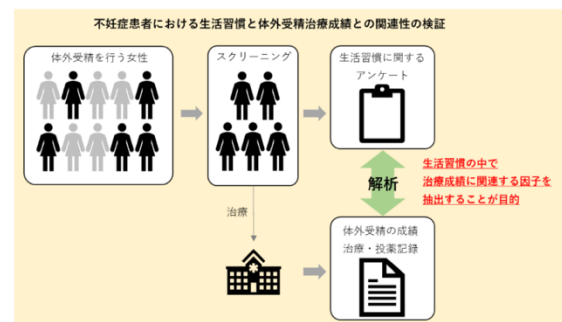 不妊症患者における生活習慣と体外受精治療成績との関連性の検証
体外受精を行う女性
スクリーニング
生活習慣に関する
アンケート
解析
生活習慣の中で
治療成績に関連する因子を
抽出することが目的
治療
体外受精の成績
治療・投薬記録